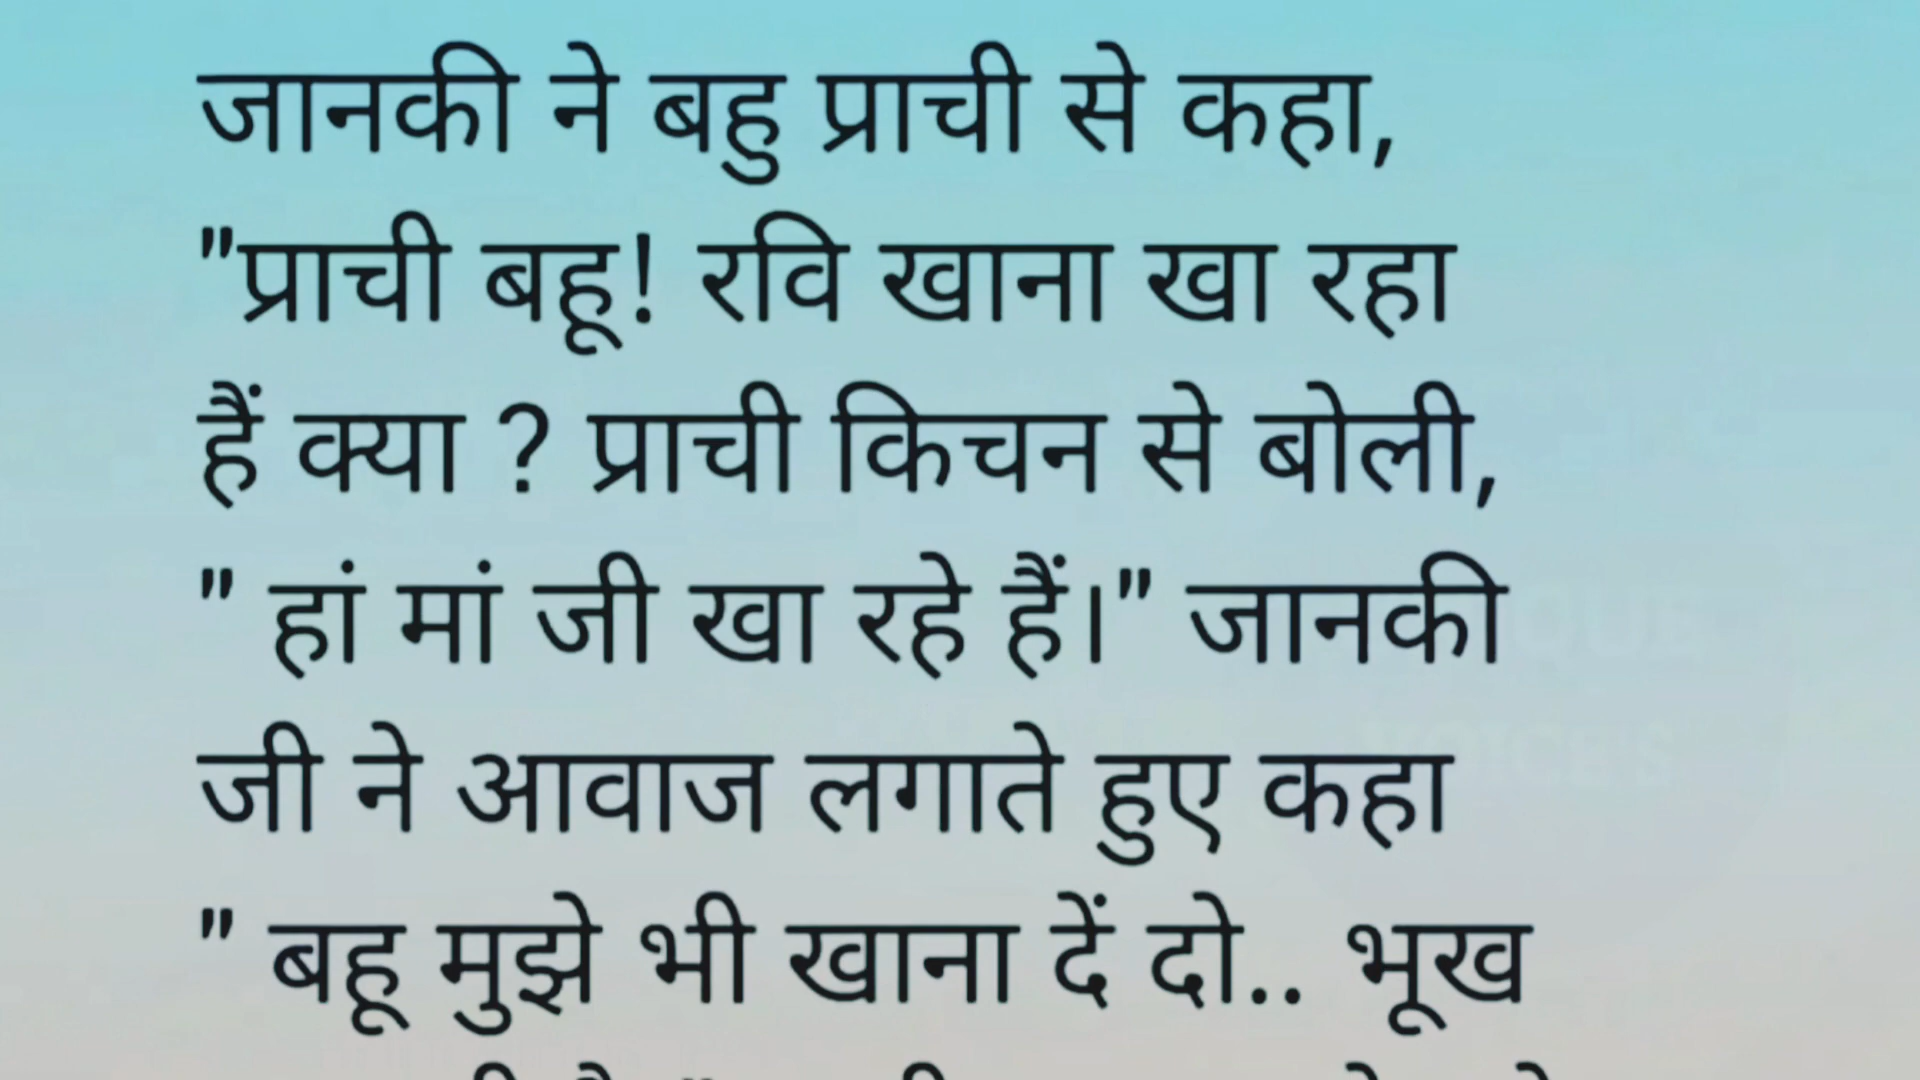 जानकी ने बहु प्राची से कहा,
"प्राची बहू! रवि खाना खा रहा
हैं क्या ? प्राची किचन से बोली,
" हां मां जी खा रहे हैं।" जानकी
जी ने आवाज लगाते हुए कहा
" बहू मुझे भी खाना दें दो.. भूख